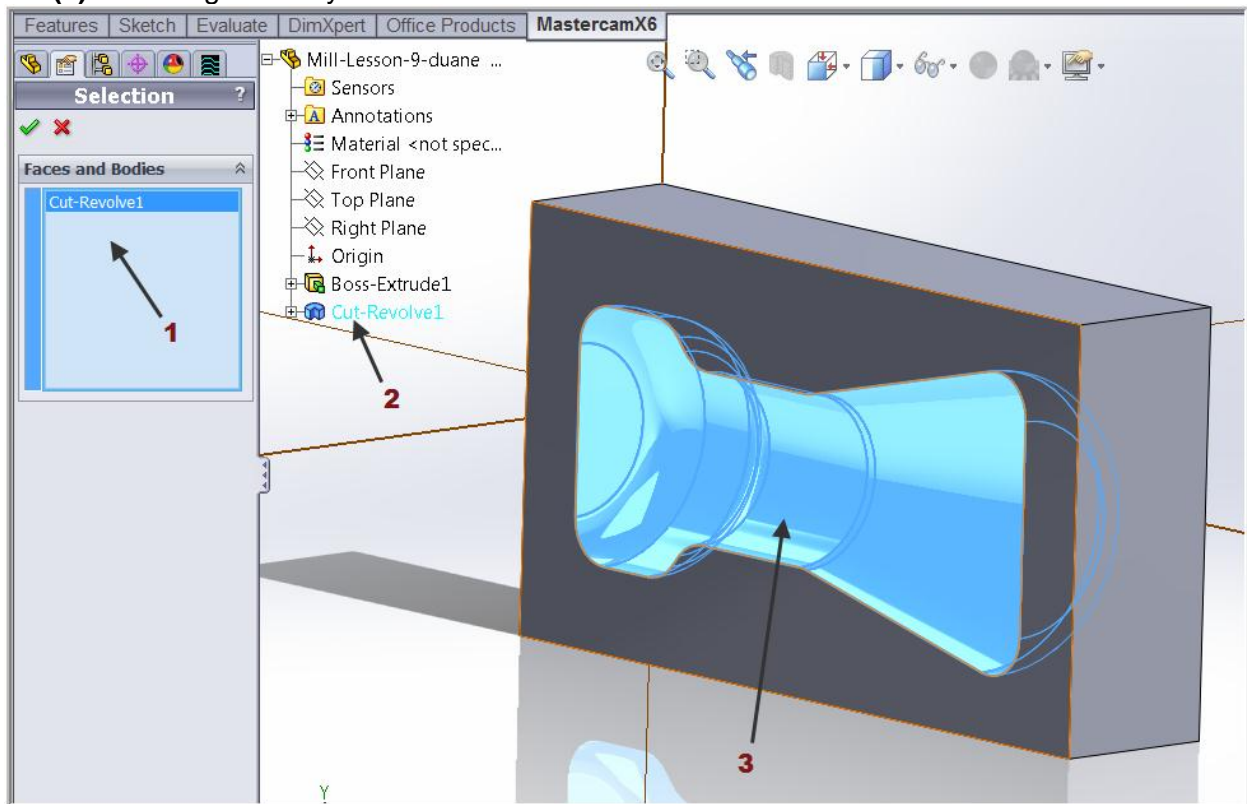 Features Sketch Evaluate DimXpert Office Products MastercamX6
Selection ?
Faces and Bodies
Cut-Revolve1
1
Mill-Lesson-9-duane ...
Sensors
A Annotations
Material <not spec...
Front Plane
Top Plane
Right Plane
Origin
Boss-Extrude1
Cut-Revolve1
2
3
Y